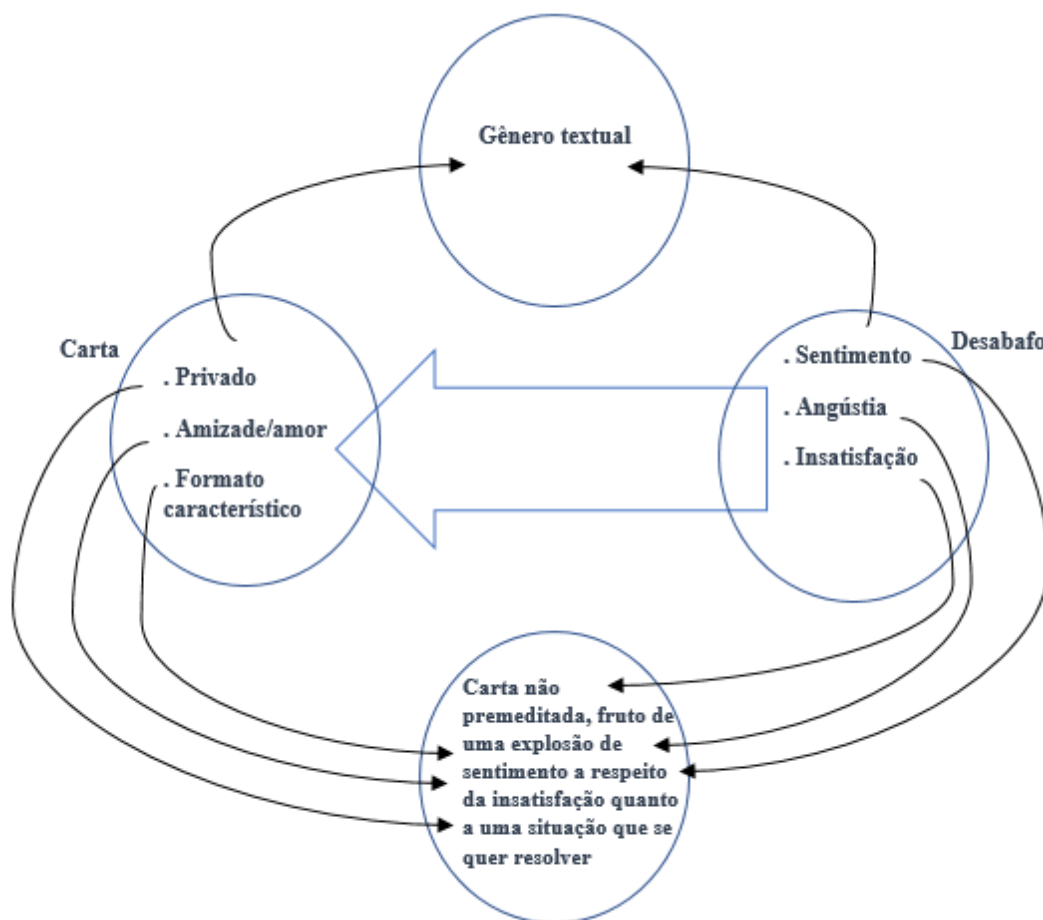 Gênero textual
Carta
. Privado
. Amizade/amor
. Formato
característico
Desabafo
. Sentimento
. Angústia
. Insatisfação
Carta não
premeditada, fruto de
uma explosão de
sentimento a respeito
da insatisfação quanto
a uma situação que se
quer resolver